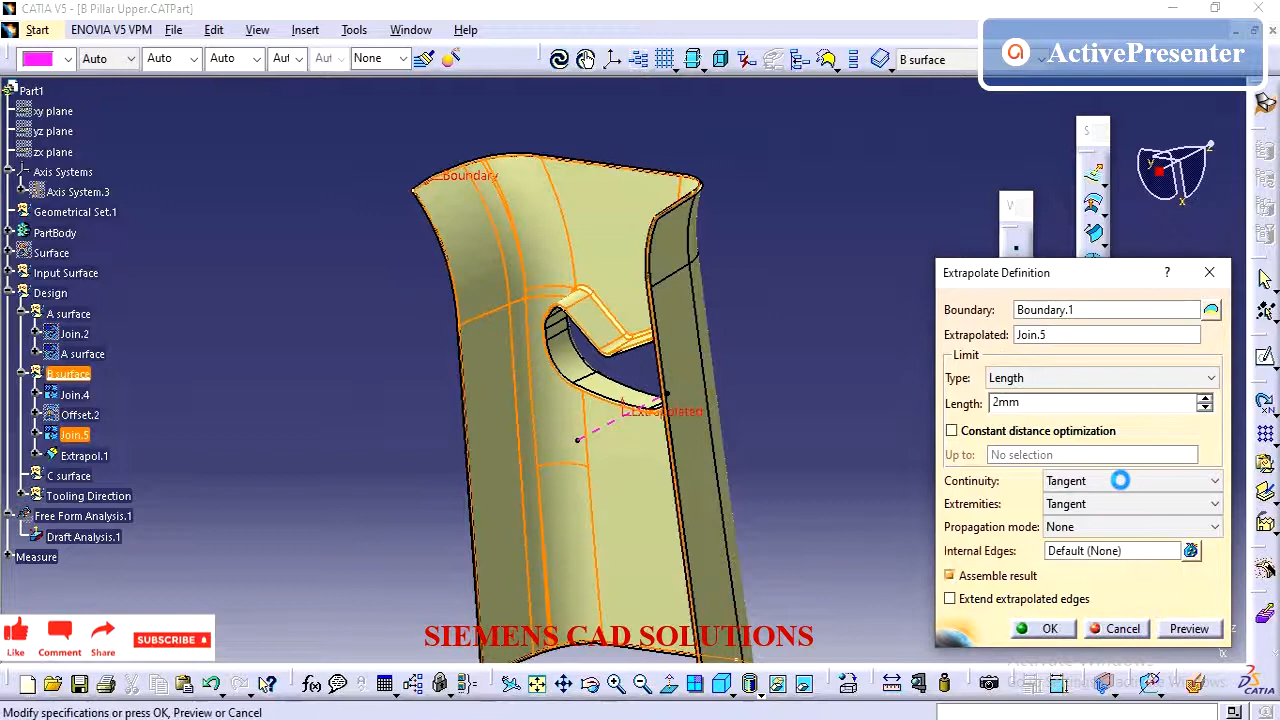 CATIA V5 - [B Pillar Upper.CATPart]
Start ENOVIA V5 VPM File Edit View Insert Tools Window Help
ActivePresenter
Auto Auto Auto Aut Aut None B surface
Part1
xy plane
yz plane
zx plane
Axis Systems
Axis System.3
Geometrical Set.1
PartBody
Surface
Input Surface
Design
A surface
Join.2
A surface
B surface
Join.4
Offset.2
Join.5
Extrapol.1
C surface
Tooling Direction
Free Form Analysis.1
Draft Analysis.1
Measure
Boundary
Extrapolated
S
V
y
z
x
Extrapolate Definition ?
Boundary: Boundary.1
Extrapolated: Join.5
Limit
Type: Length
Length: 2mm
Constant distance optimization
Up to: No selection
Continuity: Tangent
Extremities: Tangent
Propagation mode: None
Internal Edges: Default (None)
Assemble result
Extend extrapolated edges
OK Cancel Preview
Like Comment Share SUBSCRIBE
SIEMENS CAD SOLUTIONS
Activate Windows
CATIA
Modify specifications or press OK, Preview or Cancel